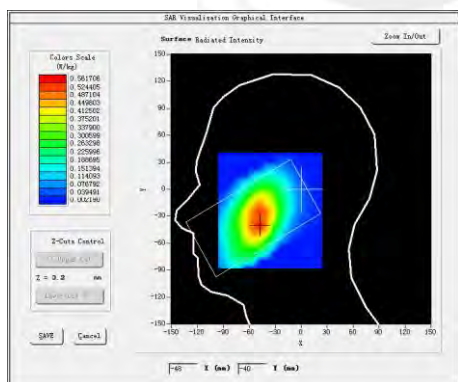 SAR Visualisation Graphical Interface
Surface Radiated Intensity
Zoom In/Out
Colors Scale
(W/kg)
0.561706
0.524405
0.487104
0.449803
0.412502
0.375201
0.337900
0.300599
0.263298
0.225996
0.188695
0.151394
0.114093
0.076792
0.039491
0.002190
150
120
90
60
30
0
-30
-60
-90
-120
-150
Y
-150 -120 -90 -60 -30 0 30 60 90 120 150
X
Z-Cuts Control
Z = 3.2 mm
SAVE
Cancel
-48 X (mm) -40 Y (mm)